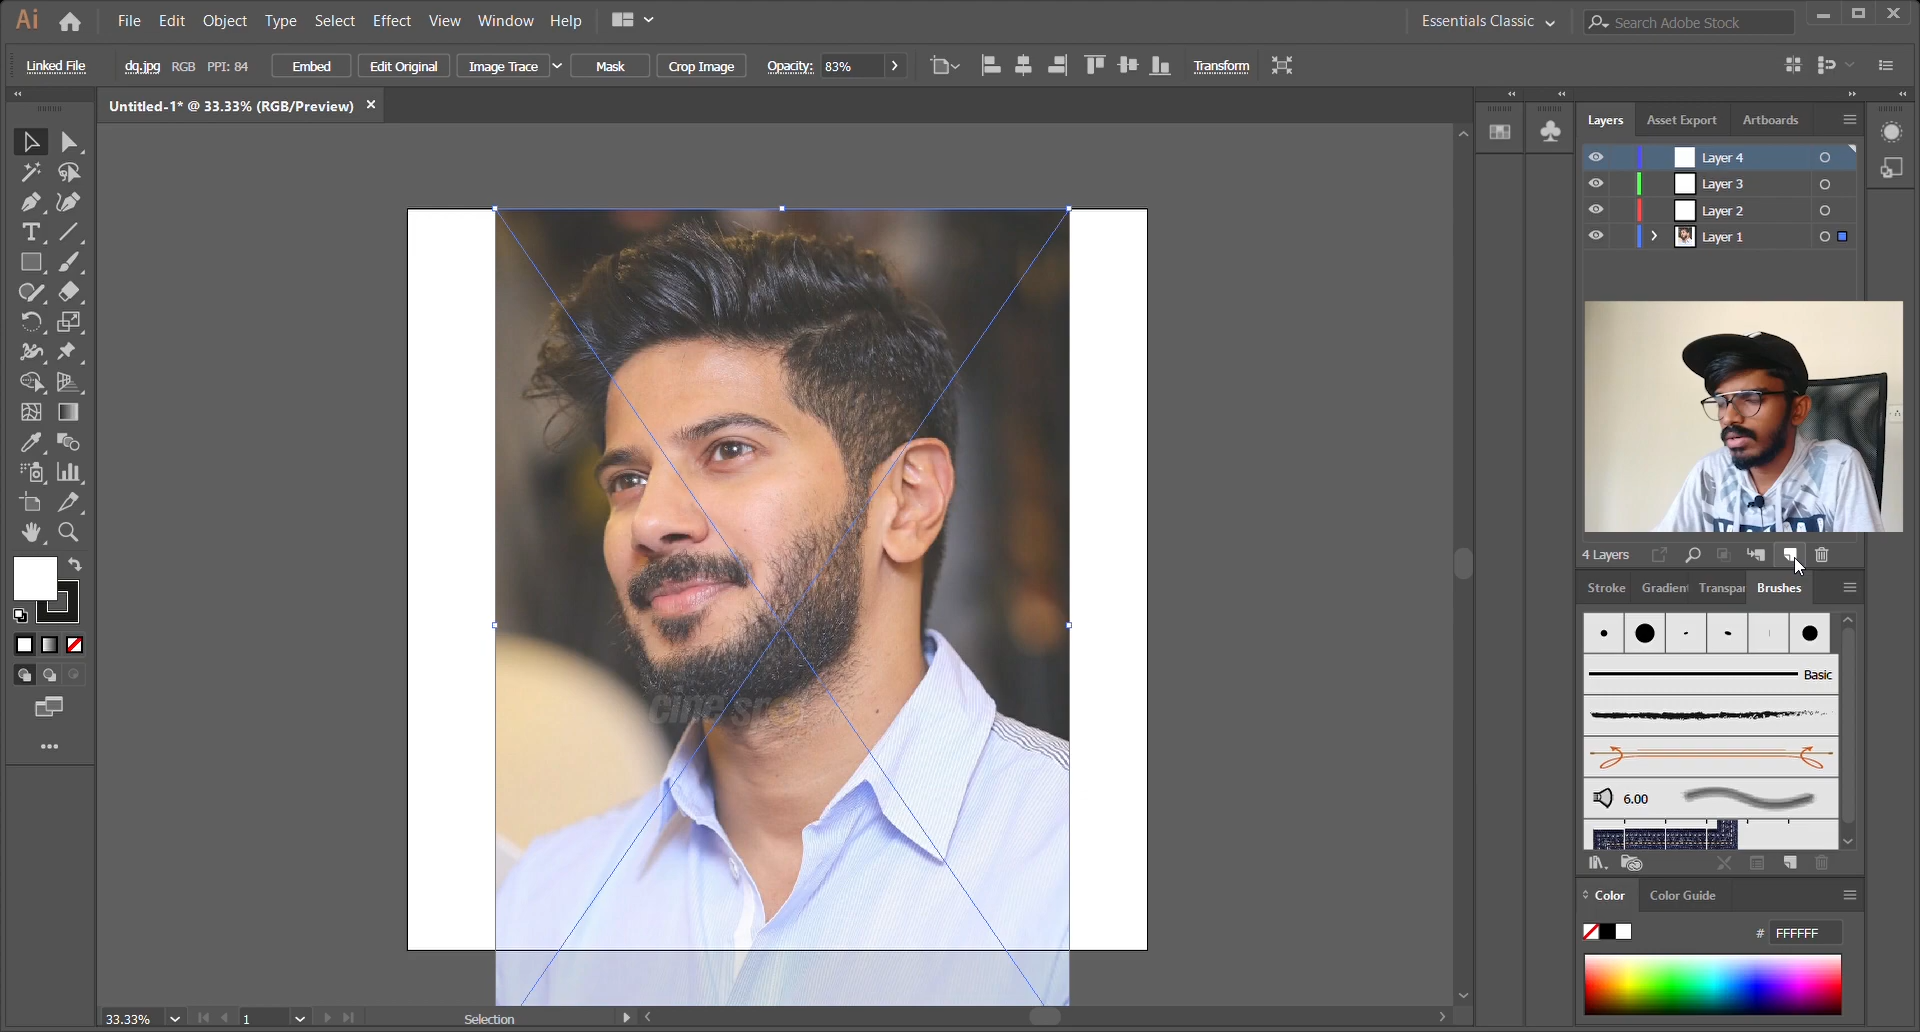 Ai File Edit Object Type Select Effect View Window Help Essentials Classic Search Adobe Stock
Linked File dq.jpg RGB PPI: 84 Embed Edit Original Image Trace Mask Crop Image Opacity: 83% Transform
Untitled-1* @ 33.33% (RGB/Preview)
Layers Asset Export Artboards
Layer 4
Layer 3
Layer 2
Layer 1
4 Layers
Stroke Gradient Transpar Brushes
Basic
6.00
Color Color Guide
# FFFFFF
33.33% 1 Selection